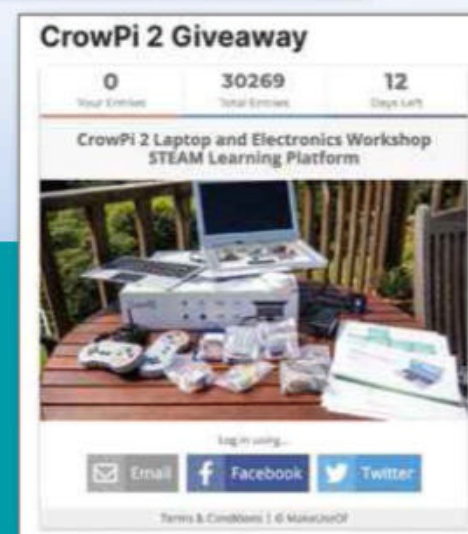 CrowPi 2 Giveaway
0 30269 12
Your Entries Total Entries Days Left
CrowPi 2 Laptop and Electronics Workshop
STEAM Learning Platform
Log in using...
Email Facebook Twitter
Terms & Conditions | © MakeUseOf